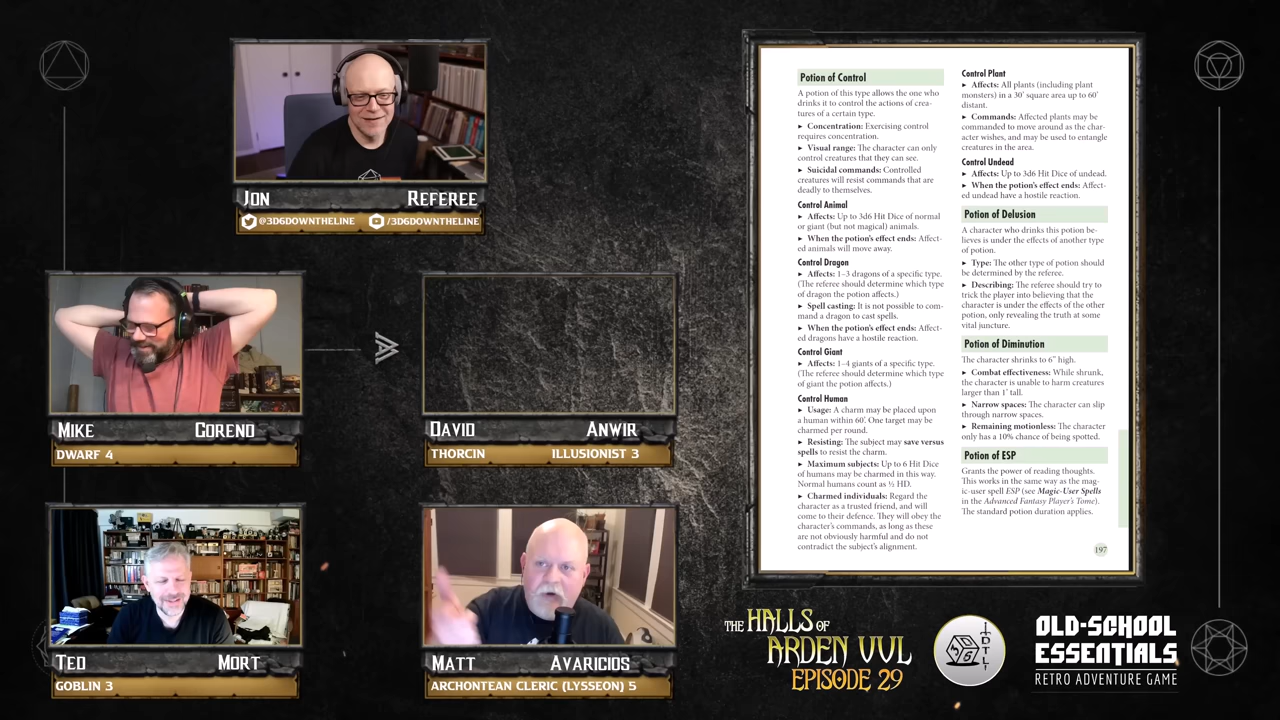 JON REFEREE
@3D6DOWNTHELINE /3D6DOWNTHELINE
MIKE GOREND
DWARF 4
DAVID ANWIR
THORCIN ILLUSIONIST 3
TED MORT
GOBLIN 3
MATT AVARICIOS
ARCHONTEAN CLERIC (LYSSEON) 5
Potion of Control
A potion of this type allows the one who
drinks it to control the actions of crea-
tures of a certain type.
► Concentration: Exercising control
requires concentration.
► Visual range: The character can only
control creatures that they can see.
► Suicidal commands: Controlled
creatures will resist commands that are
deadly to themselves.
Control Animal
► Affects: Up to 3d6 Hit Dice of normal
or giant (but not magical) animals.
► When the potion's effect ends: Affect-
ed animals will move away.
Control Dragon
► Affects: 1–3 dragons of a specific type.
(The referee should determine which type
of dragon the potion affects.)
► Spell casting: It is not possible to com-
mand a dragon to cast spells.
► When the potion's effect ends: Affect-
ed dragons have a hostile reaction.
Control Giant
► Affects: 1–4 giants of a specific type.
(The referee should determine which type
of giant the potion affects.)
Control Human
► Usage: A charm may be placed upon
a human within 60'. One target may be
charmed per round.
► Resisting: The subject may save versus
spells to resist the charm.
► Maximum subjects: Up to 6 Hit Dice
of humans may be charmed in this way.
Normal humans count as ½ HD.
► Charmed individuals: Regard the
character as a trusted friend, and will
come to their defence. They will obey the
character's commands, as long as these
are not obviously harmful and do not
contradict the subject's alignment.
Control Plant
► Affects: All plants (including plant
monsters) in a 30' square area up to 60'
distant.
► Commands: Affected plants may be
commanded to move around as the char-
acter wishes, and may be used to entangle
creatures in the area.
Control Undead
► Affects: Up to 3d6 Hit Dice of undead.
► When the potion's effect ends: Affect-
ed undead have a hostile reaction.
Potion of Delusion
A character who drinks this potion be-
lieves is under the effects of another type
of potion.
► Type: The other type of potion should
be determined by the referee.
► Describing: The referee should try to
trick the player into believing that the
character is under the effects of the other
potion, only revealing the truth at some
vital juncture.
Potion of Diminution
The character shrinks to 6" high.
► Combat effectiveness: While shrunk,
the character is unable to harm creatures
larger than 1' tall.
► Narrow spaces: The character can slip
through narrow spaces.
► Remaining motionless: The character
only has a 10% chance of being spotted.
Potion of ESP
Grants the power of reading thoughts.
This works in the same way as the mag-
ic-user spell ESP (see Magic-User Spells
in the Advanced Fantasy Player's Tome).
The standard potion duration applies.
197
THE HALLS OF
ARDEN VUL
EPISODE 29
3D6
DTL
OLD-SCHOOL
ESSENTIALS
RETRO ADVENTURE GAME